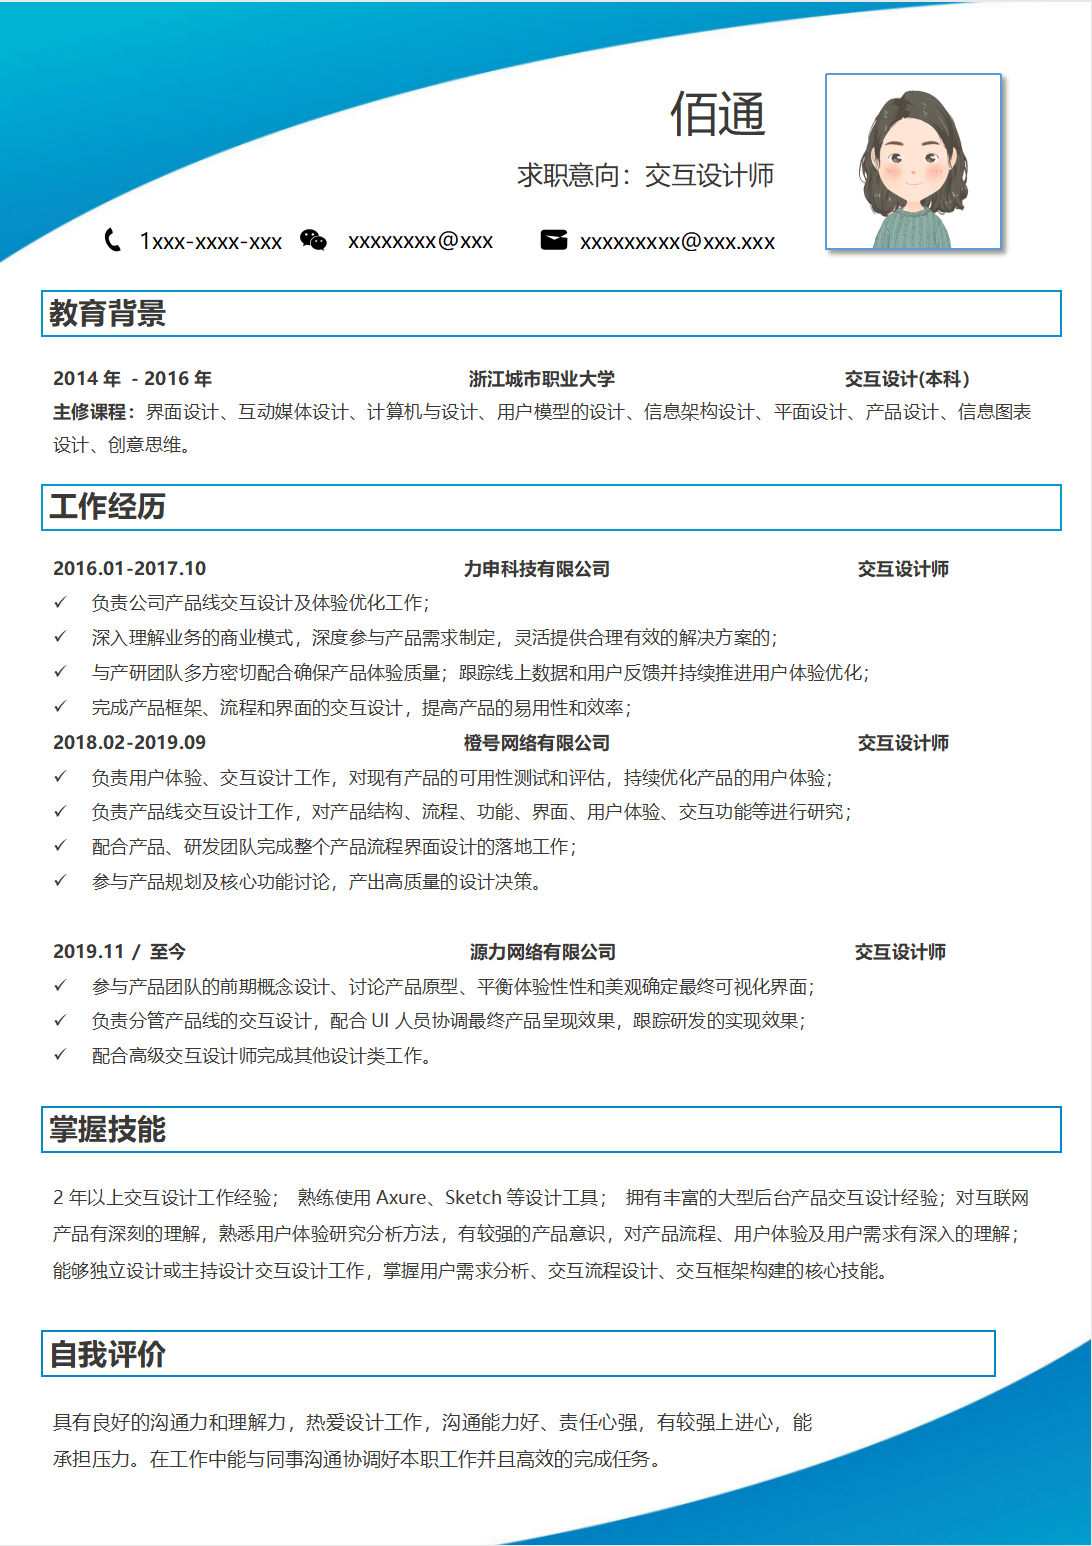 佰通
求职意向：交互设计师
1xxx-xxxx-xxx xxxxxxxx@xxx xxxxxxxxx@xxx.xxx
教育背景
2014 年 - 2016 年 浙江城市职业大学 交互设计(本科）
主修课程：界面设计、互动媒体设计、计算机与设计、用户模型的设计、信息架构设计、平面设计、产品设计、信息图表
设计、创意思维。
工作经历
2016.01-2017.10 力申科技有限公司 交互设计师
✓ 负责公司产品线交互设计及体验优化工作；
✓ 深入理解业务的商业模式，深度参与产品需求制定，灵活提供合理有效的解决方案的；
✓ 与产研团队多方密切配合确保产品体验质量；跟踪线上数据和用户反馈并持续推进用户体验优化；
✓ 完成产品框架、流程和界面的交互设计，提高产品的易用性和效率；
2018.02-2019.09 橙号网络有限公司 交互设计师
✓ 负责用户体验、交互设计工作，对现有产品的可用性测试和评估，持续优化产品的用户体验；
✓ 负责产品线交互设计工作，对产品结构、流程、功能、界面、用户体验、交互功能等进行研究；
✓ 配合产品、研发团队完成整个产品流程界面设计的落地工作；
✓ 参与产品规划及核心功能讨论，产出高质量的设计决策。
2019.11 / 至今 源力网络有限公司 交互设计师
✓ 参与产品团队的前期概念设计、讨论产品原型、平衡体验性性和美观确定最终可视化界面；
✓ 负责分管产品线的交互设计，配合 UI 人员协调最终产品呈现效果，跟踪研发的实现效果；
✓ 配合高级交互设计师完成其他设计类工作。
掌握技能
2 年以上交互设计工作经验； 熟练使用 Axure、Sketch 等设计工具； 拥有丰富的大型后台产品交互设计经验；对互联网
产品有深刻的理解，熟悉用户体验研究分析方法，有较强的产品意识，对产品流程、用户体验及用户需求有深入的理解；
能够独立设计或主持设计交互设计工作，掌握用户需求分析、交互流程设计、交互框架构建的核心技能。
自我评价
具有良好的沟通力和理解力，热爱设计工作，沟通能力好、责任心强，有较强上进心，能
承担压力。在工作中能与同事沟通协调好本职工作并且高效的完成任务。